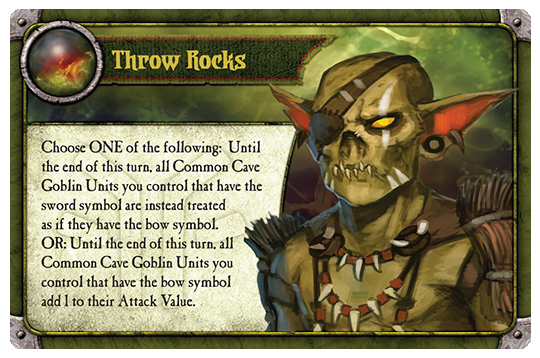 Throw Rocks
Choose ONE of the following: Until
the end of this turn, all Common Cave
Goblin Units you control that have the
sword symbol are instead treated
as if they have the bow symbol.
OR: Until the end of this turn, all
Common Cave Goblin Units you
control that have the bow symbol
add 1 to their Attack Value.